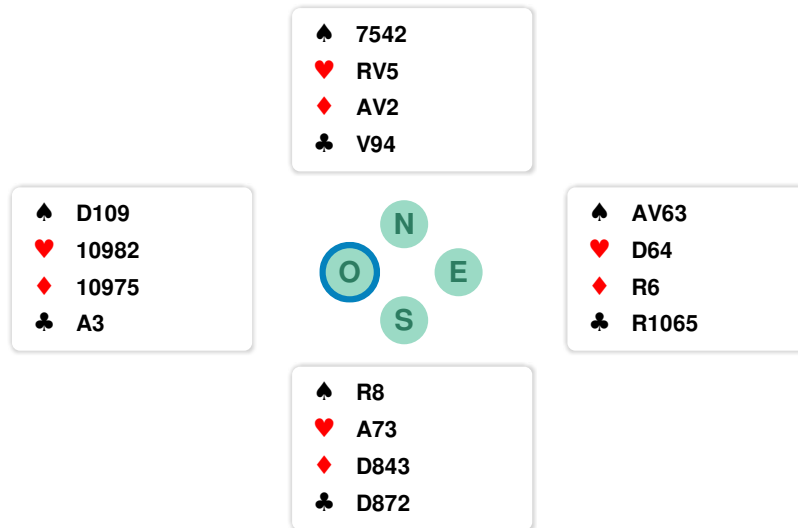 ♠ 7542
♥ RV5
♦ AV2
♣ V94
♠ D109
♥ 10982
♦ 10975
♣ A3
N
O E
S
♠ AV63
♥ D64
♦ R6
♣ R1065
♠ R8
♥ A73
♦ D843
♣ D872